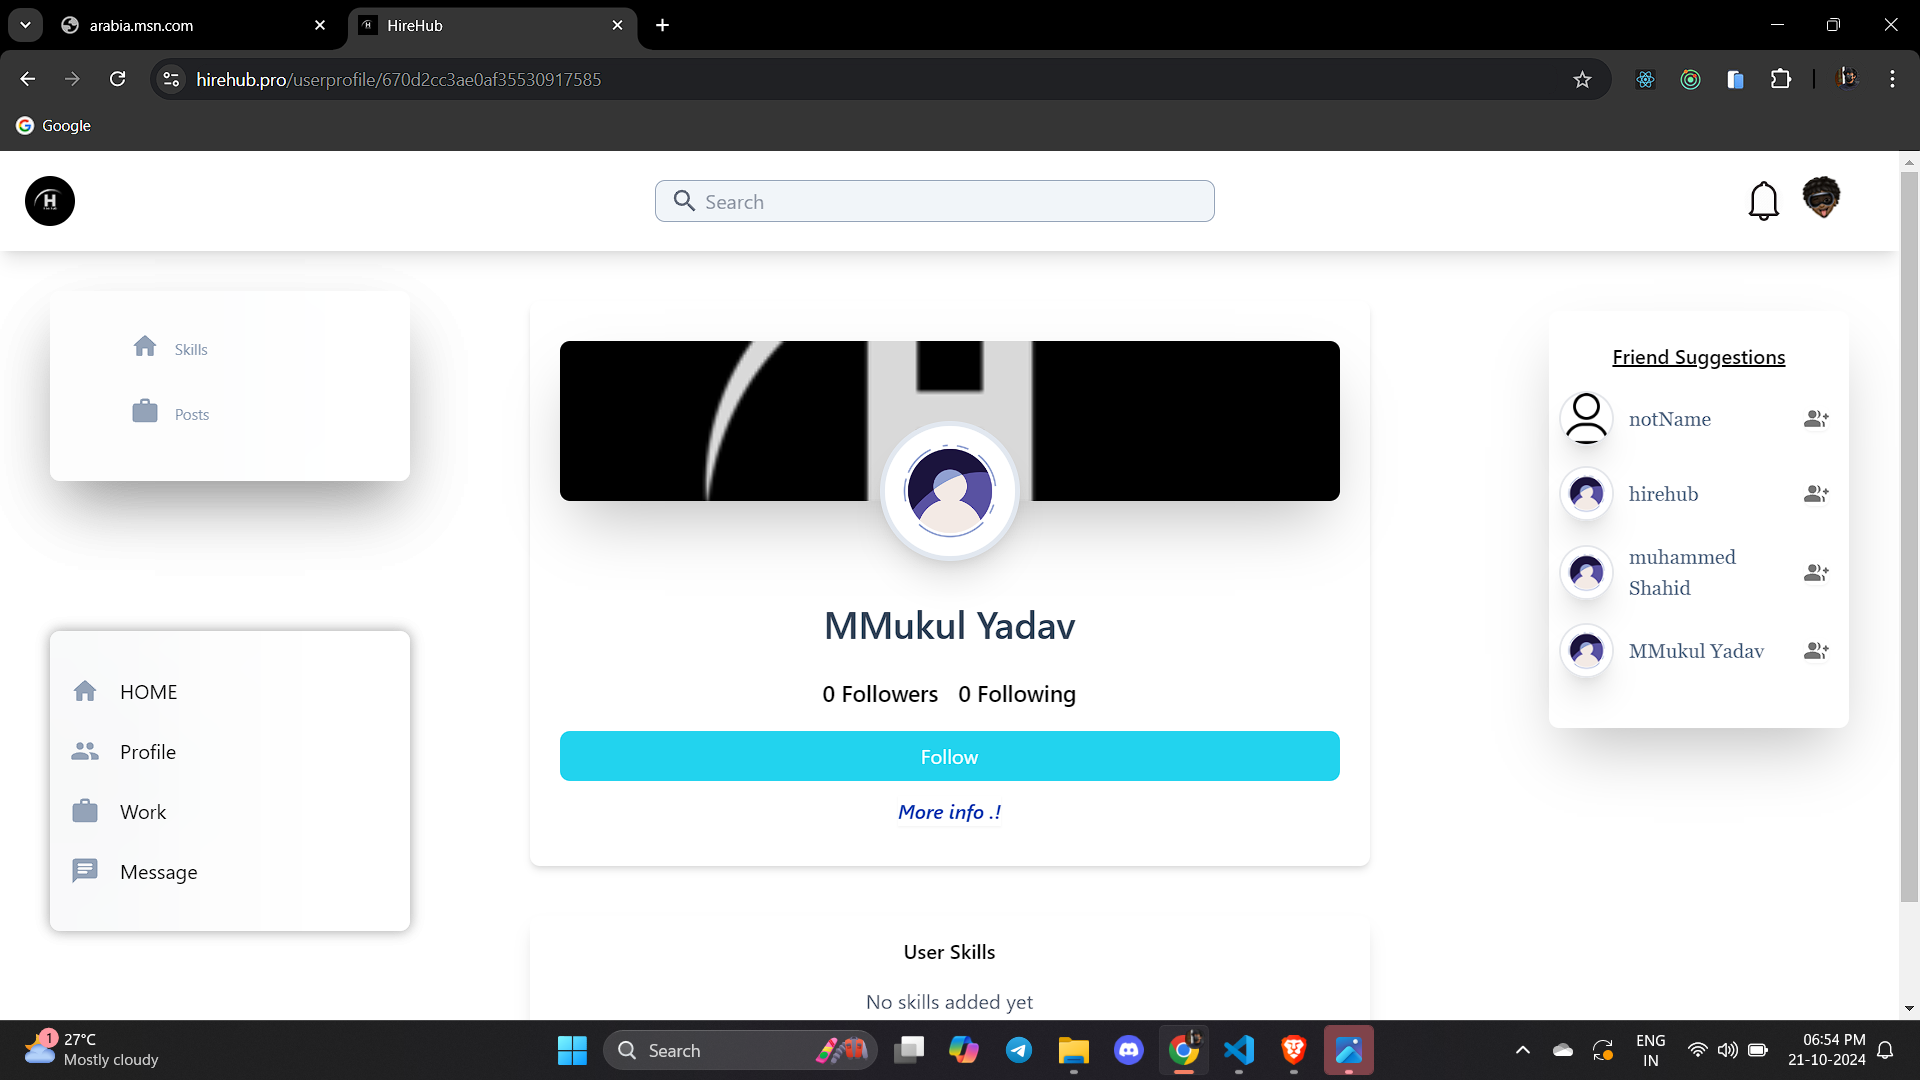 arabia.msn.com
HireHub
hirehub.pro/userprofile/670d2cc3ae0af35530917585
Google
H
Search
Skills
Posts
HOME
Profile
Work
Message
MMukul Yadav
0 Followers 0 Following
Follow
More info .!
User Skills
No skills added yet
Friend Suggestions
notName
hirehub
muhammed
Shahid
MMukul Yadav
1
27°C
Mostly cloudy
Search
ENG
IN
06:54 PM
21-10-2024